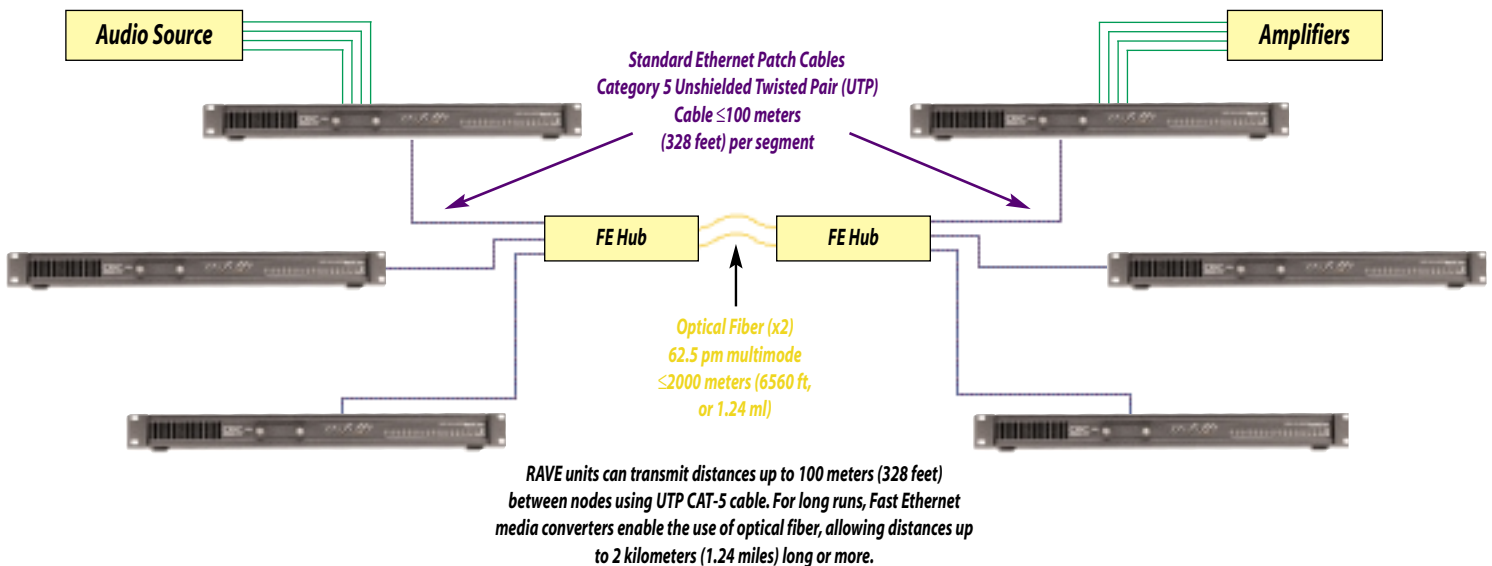 Audio Source
Amplifiers
Standard Ethernet Patch Cables
Category 5 Unshielded Twisted Pair (UTP)
Cable ≤100 meters
(328 feet) per segment
FE Hub
FE Hub
Optical Fiber (x2)
62.5 pm multimode
≤2000 meters (6560 ft,
or 1.24 ml)
RAVE units can transmit distances up to 100 meters (328 feet)
between nodes using UTP CAT-5 cable. For long runs, Fast Ethernet
media converters enable the use of optical fiber, allowing distances up
to 2 kilometers (1.24 miles) long or more.